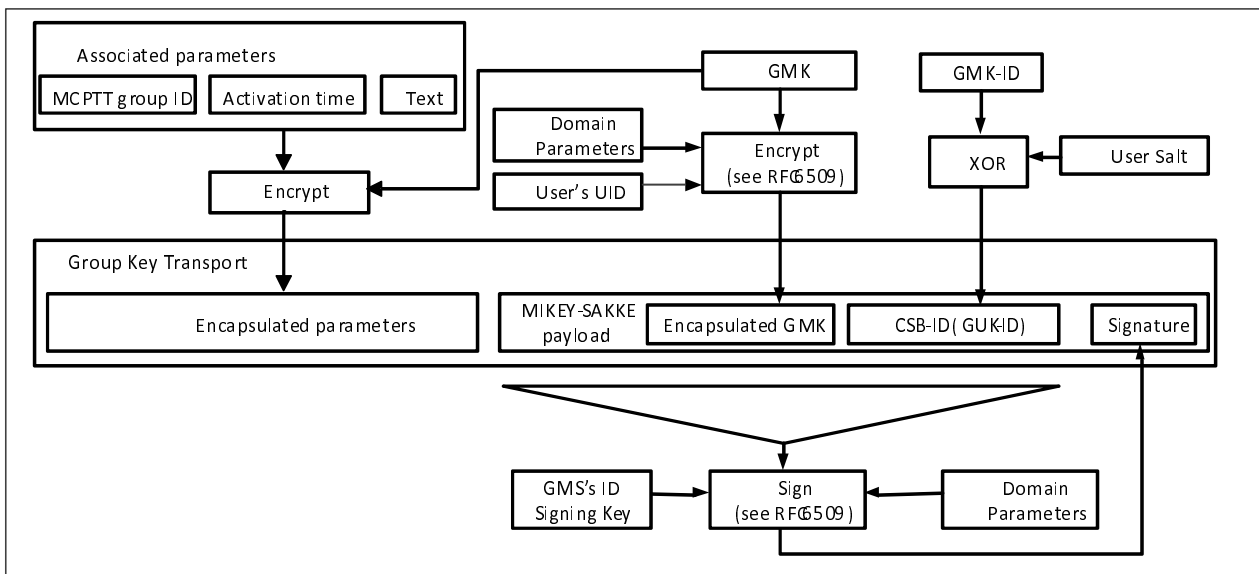 Associated parameters
MCPTT group ID
Activation time
Text
GMK
GMK-ID
Domain
Parameters
Encrypt
(see RFC6509)
XOR
User Salt
Encrypt
User's UID
Group Key Transport
Encapsulated parameters
MIKEY-SAKKE
payload
Encapsulated GMK
CSB-ID( GUK-ID)
Signature
GMS's ID
Signing Key
Sign
(see RFC6509)
Domain
Parameters